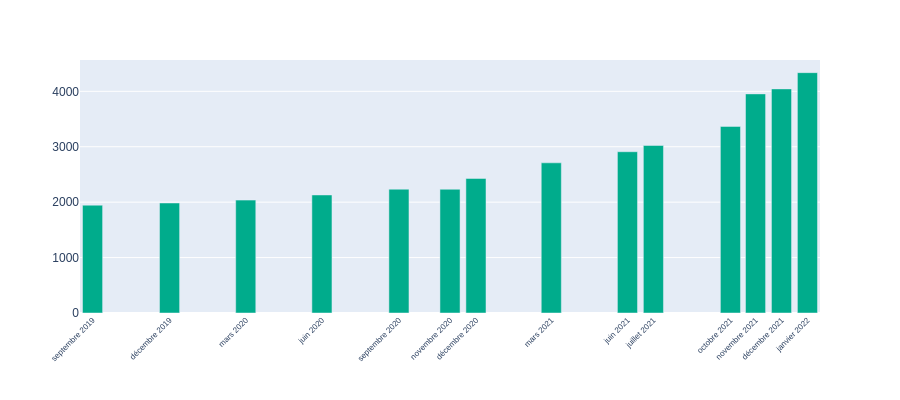 4000
3000
2000
1000
0
septembre 2019
décembre 2019
mars 2020
juin 2020
septembre 2020
novembre 2020
décembre 2020
mars 2021
juin 2021
juillet 2021
octobre 2021
novembre 2021
décembre 2021
janvier 2022